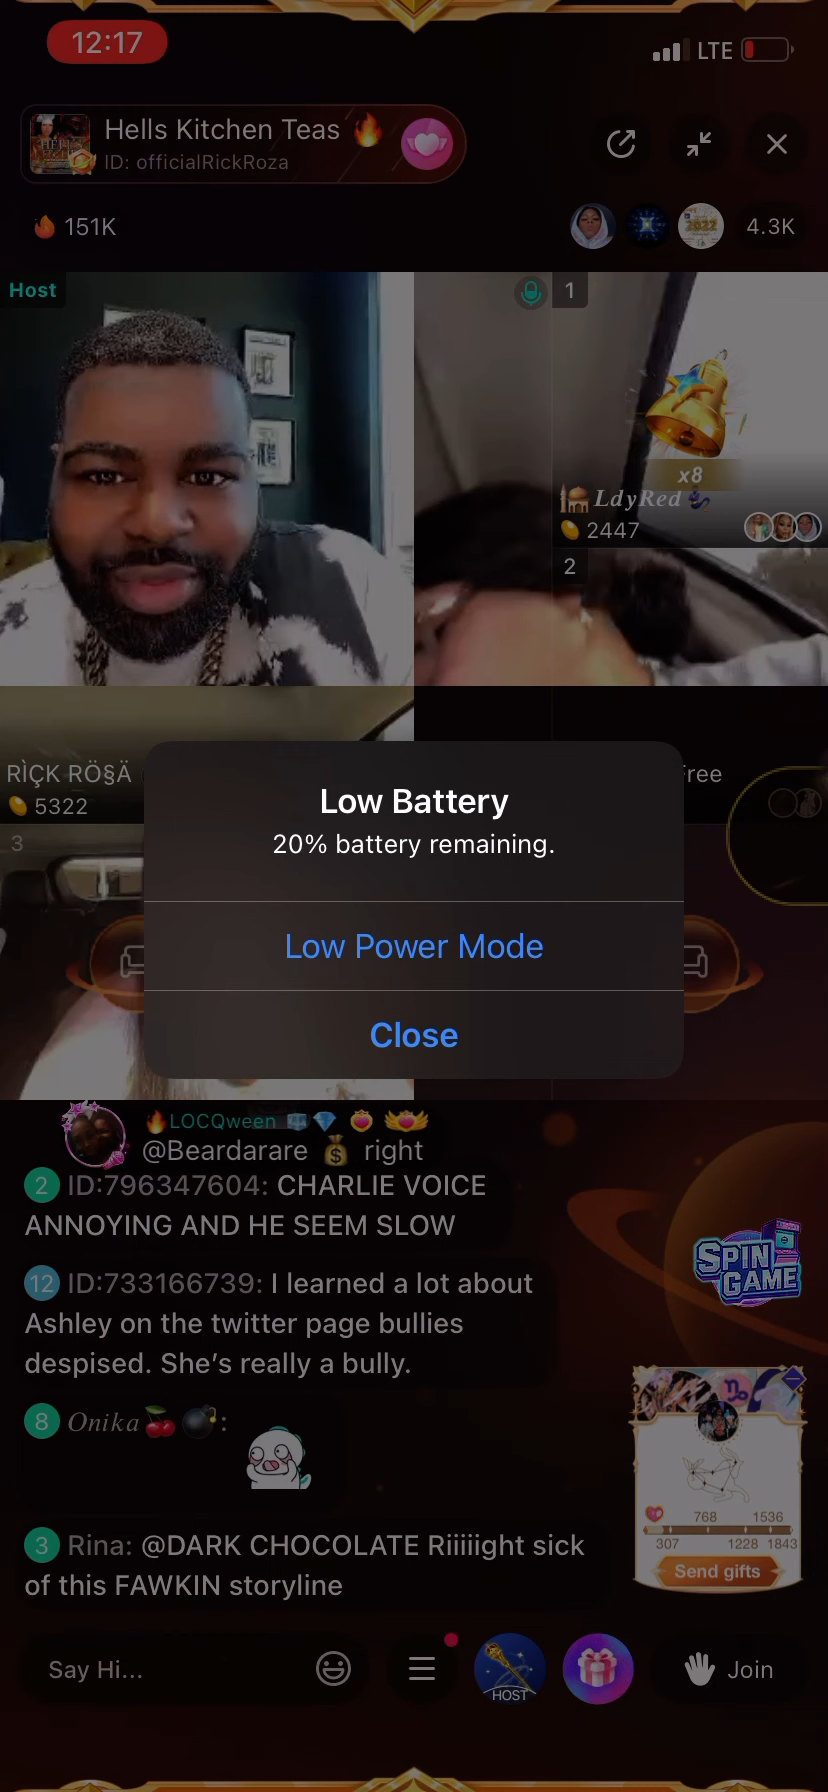 12:17
LTE
Hells Kitchen Teas 🔥
ID: officialRickRoza
151K
4.3K
Host
1
x8
LdyRed
2447
2
RÌÇK RÖ§Ä
5322
Free
3
Low Battery
20% battery remaining.
Low Power Mode
Close
🔥LOCQween
@Beardarare 💰 right
2 ID:796347604: CHARLIE VOICE
ANNOYING AND HE SEEM SLOW
12 ID:733166739: I learned a lot about
Ashley on the twitter page bullies
despised. She’s really a bully.
8 Onika🍒💣:
3 Rina: @DARK CHOCOLATE Riiiiight sick
of this FAWKIN storyline
SPIN
GAME
768 1536
307 1228 1843
Send gifts
Say Hi...
HOST
Join